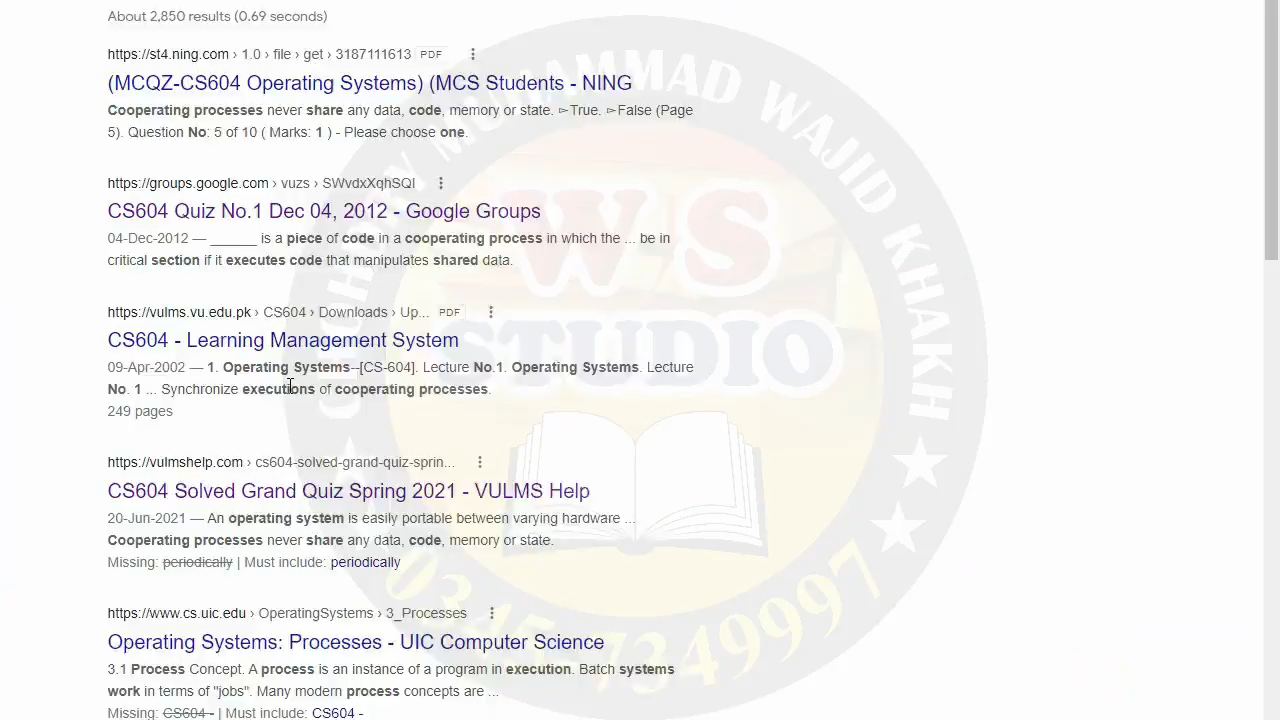 About 2,850 results (0.69 seconds)
https://st4.ning.com › 1.0 › file › get › 3187111613 PDF
(MCQZ-CS604 Operating Systems) (MCS Students - NING
Cooperating processes never share any data, code, memory or state. ►True. ►False (Page
5). Question No: 5 of 10 ( Marks: 1 ) - Please choose one.
https://groups.google.com › vuzs › SWvdxXqhSQI
CS604 Quiz No.1 Dec 04, 2012 - Google Groups
04-Dec-2012 — ______ is a piece of code in a cooperating process in which the ... be in
critical section if it executes code that manipulates shared data.
https://vulms.vu.edu.pk › CS604 › Downloads › Up... PDF
CS604 - Learning Management System
09-Apr-2002 — 1. Operating Systems--[CS-604]. Lecture No.1. Operating Systems. Lecture
No. 1 ... Synchronize executions of cooperating processes.
249 pages
https://vulmshelp.com › cs604-solved-grand-quiz-sprin...
CS604 Solved Grand Quiz Spring 2021 - VULMS Help
20-Jun-2021 — An operating system is easily portable between varying hardware ...
Cooperating processes never share any data, code, memory or state.
Missing: periodically | Must include: periodically
https://www.cs.uic.edu › OperatingSystems › 3_Processes
Operating Systems: Processes - UIC Computer Science
3.1 Process Concept. A process is an instance of a program in execution. Batch systems
work in terms of "jobs". Many modern process concepts are ...
Missing: CS604 - | Must include: CS604 -
MUHAMMAD WAJID KHAKH
WS
STUDIO